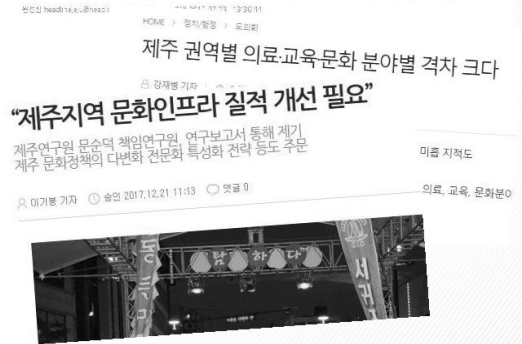 HOME > 정치/행정 > 도의회
제주 권역별 의료·교육·문화 분야별 격차 크다
강재병 기자
“제주지역 문화인프라 질적 개선 필요”
제주연구원 문순덕 책임연구원, 연구보고서 통해 제기
제주 문화정책의 다변화 전문화 특성화 전략 등도 주문
이기봉 기자 승인 2017.12.21 11:13 댓글 0
미흡 지적도
의료, 교육, 문화분야
탐하다